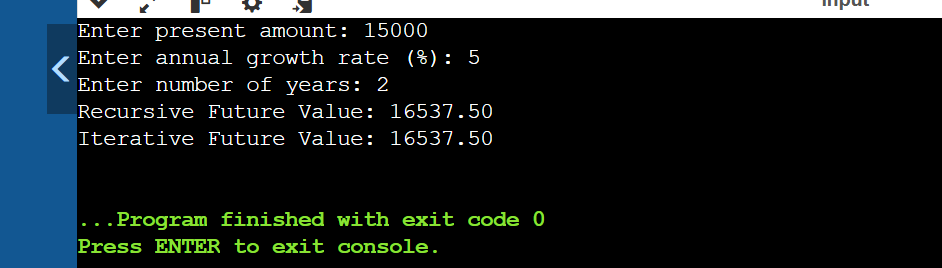 input
Enter present amount: 15000
Enter annual growth rate (%): 5
Enter number of years: 2
Recursive Future Value: 16537.50
Iterative Future Value: 16537.50
...Program finished with exit code 0
Press ENTER to exit console.